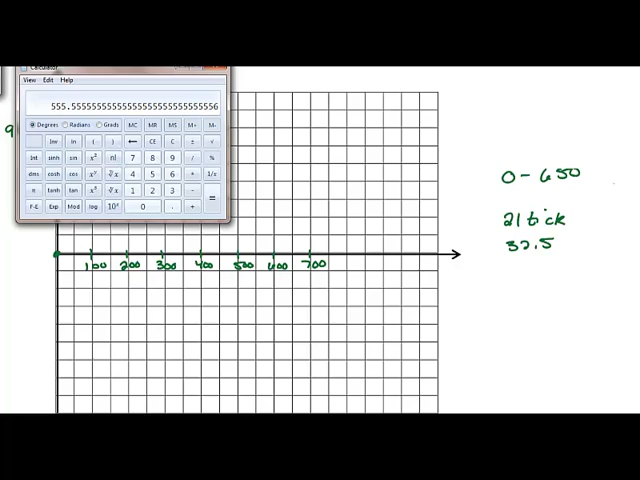 Calculator
View Edit Help
555.5555555555555555555555555556
Degrees Radians Grads MC MR MS M+ M-
Inv ln ( ) ← CE C ± √
Int sinh sin x² n! 7 8 9 / %
dms cosh cos xʸ ʸ√x 4 5 6 * 1/x
π tanh tan x³ ³√x 1 2 3 - =
F-E Exp Mod log 10ˣ 0 . +
9
0 - 650
21 tick
32.5
100 200 300 400 500 600 700